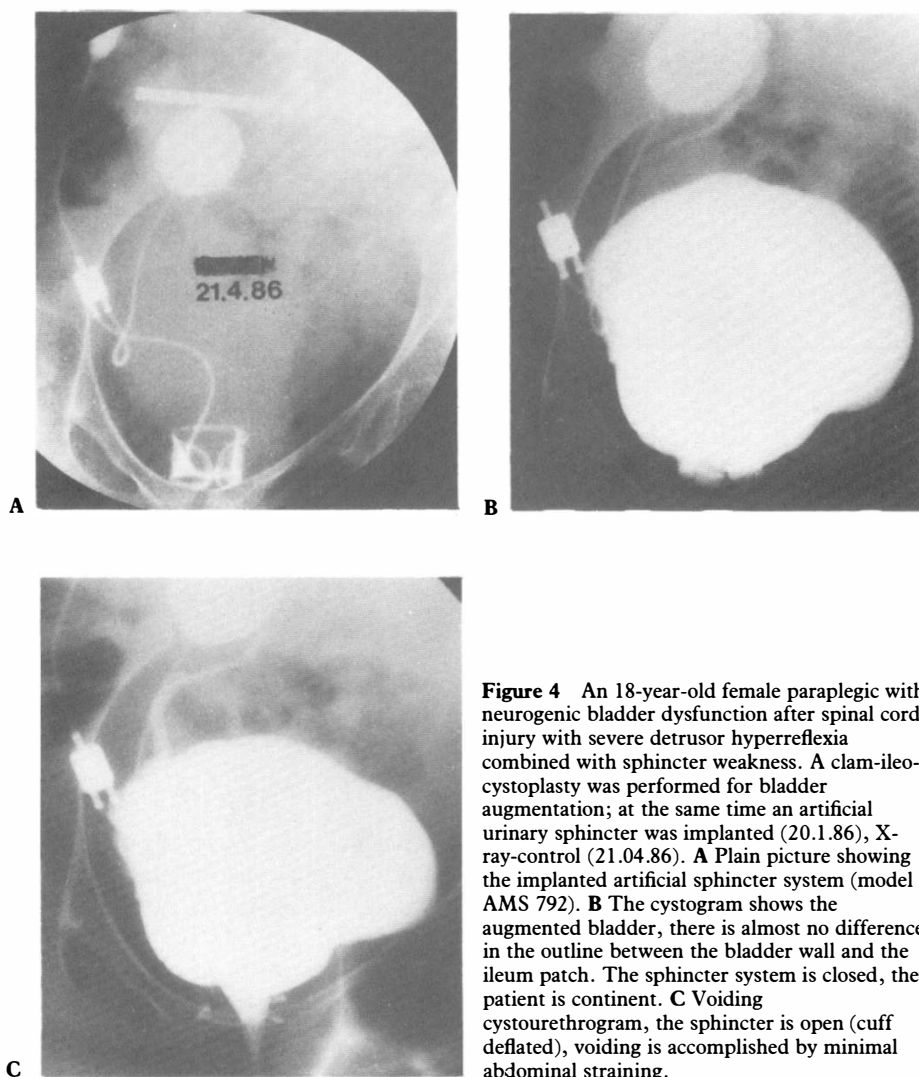 21.4.86
A
B
C
Figure 4 An 18-year-old female paraplegic with
neurogenic bladder dysfunction after spinal cord
injury with severe detrusor hyperreflexia
combined with sphincter weakness. A clam-ileo-
cystoplasty was performed for bladder
augmentation; at the same time an artificial
urinary sphincter was implanted (20.1.86), X-
ray-control (21.04.86). A Plain picture showing
the implanted artificial sphincter system (model
AMS 792). B The cystogram shows the
augmented bladder, there is almost no difference
in the outline between the bladder wall and the
ileum patch. The sphincter system is closed, the
patient is continent. C Voiding
cystourethrogram, the sphincter is open (cuff
deflated), voiding is accomplished by minimal
abdominal straining.